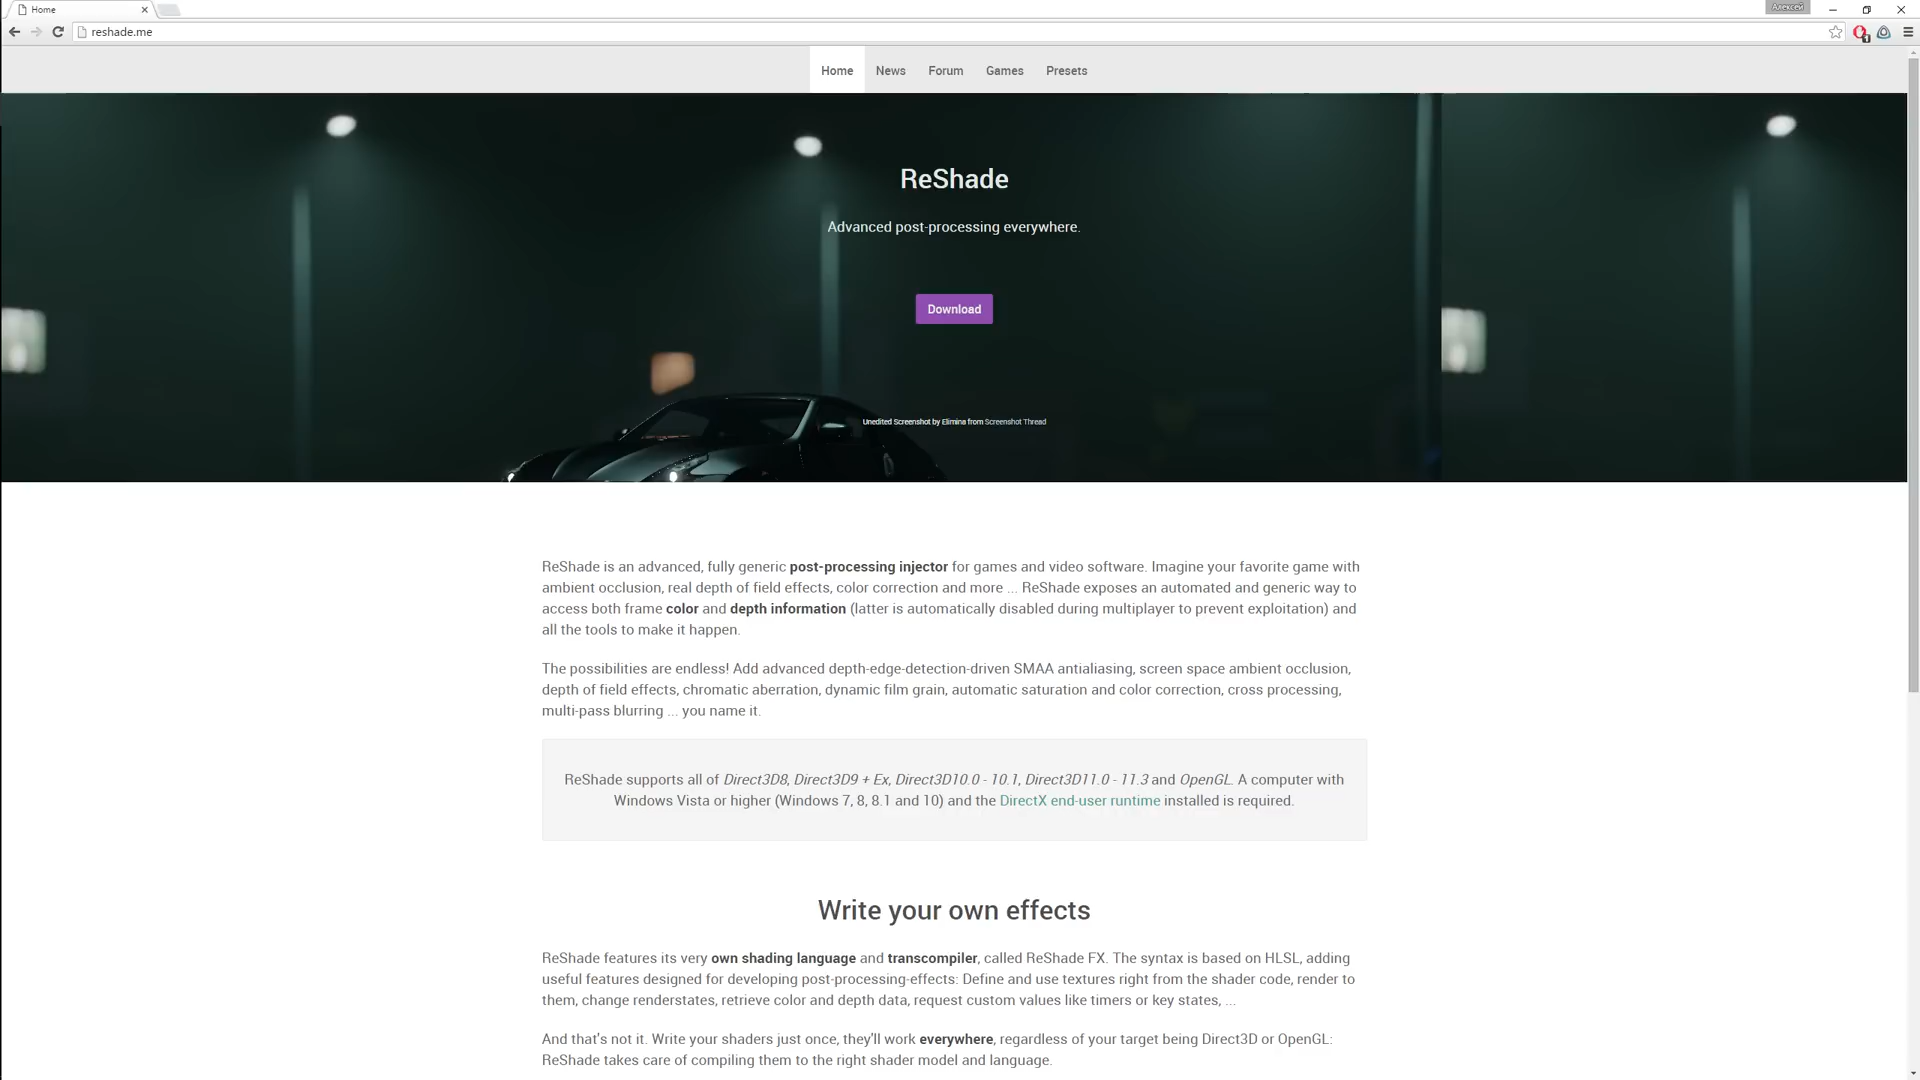 Home
Алексей
reshade.me
Home News Forum Games Presets
ReShade
Advanced post-processing everywhere.
Download
Unedited Screenshot by Elimina from Screenshot Thread
ReShade is an advanced, fully generic post-processing injector for games and video software. Imagine your favorite game with
ambient occlusion, real depth of field effects, color correction and more ... ReShade exposes an automated and generic way to
access both frame color and depth information (latter is automatically disabled during multiplayer to prevent exploitation) and
all the tools to make it happen.
The possibilities are endless! Add advanced depth-edge-detection-driven SMAA antialiasing, screen space ambient occlusion,
depth of field effects, chromatic aberration, dynamic film grain, automatic saturation and color correction, cross processing,
multi-pass blurring ... you name it.
ReShade supports all of Direct3D8, Direct3D9 + Ex, Direct3D10.0 - 10.1, Direct3D11.0 - 11.3 and OpenGL. A computer with
Windows Vista or higher (Windows 7, 8, 8.1 and 10) and the DirectX end-user runtime installed is required.
Write your own effects
ReShade features its very own shading language and transcompiler, called ReShade FX. The syntax is based on HLSL, adding
useful features designed for developing post-processing-effects: Define and use textures right from the shader code, render to
them, change renderstates, retrieve color and depth data, request custom values like timers or key states, ...
And that's not it. Write your shaders just once, they'll work everywhere, regardless of your target being Direct3D or OpenGL:
ReShade takes care of compiling them to the right shader model and language.